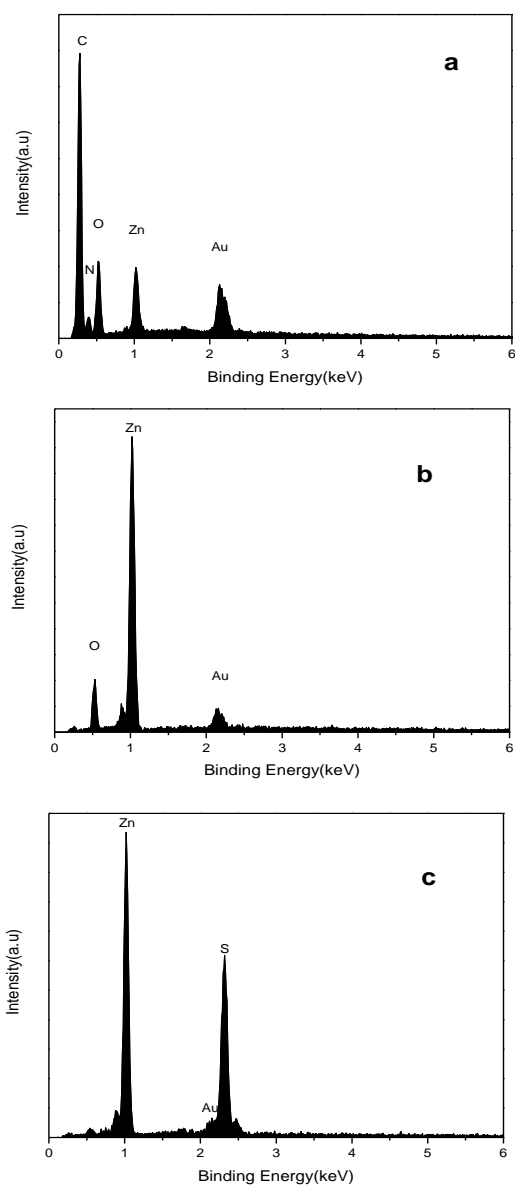 C
a
O
Zn
Au
N
Intensity(a.u)
0 1 2 3 4 5 6
Binding Energy(keV)
Zn
b
O
Au
Intensity(a.u)
0 1 2 3 4 5 6
Binding Energy(keV)
Zn
c
S
Au
Intensity(a.u)
0 1 2 3 4 5 6
Binding Energy(keV)